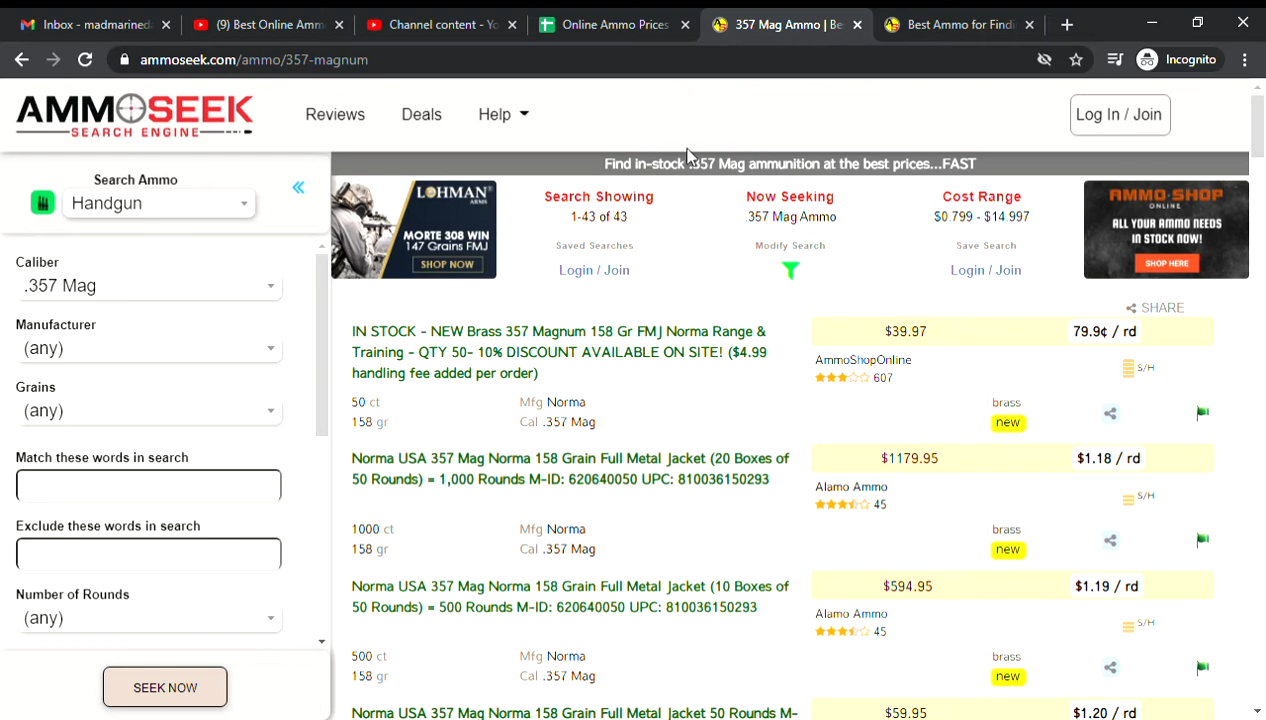 Inbox - madmarined
(9) Best Online Amm
Channel content - Yo
Online Ammo Prices
357 Mag Ammo | Be
Best Ammo for Findi
ammoseek.com/ammo/357-magnum
Incognito
AMMOSEEK
SEARCH ENGINE
Reviews
Deals
Help
Log In / Join
Find in-stock .357 Mag ammunition at the best prices...FAST
Search Ammo
Handgun
Caliber
.357 Mag
Manufacturer
(any)
Grains
(any)
Match these words in search
Exclude these words in search
Number of Rounds
(any)
SEEK NOW
LOHMAN
ARMS
MORTE 308 WIN
147 Grains FMJ
SHOP NOW
Search Showing
1-43 of 43
Saved Searches
Login / Join
Now Seeking
.357 Mag Ammo
Modify Search
Cost Range
$0.799 - $14.997
Save Search
Login / Join
AMMO-SHOP
ONLINE
ALL YOUR AMMO NEEDS
IN STOCK NOW!
SHOP HERE
SHARE
IN STOCK - NEW Brass 357 Magnum 158 Gr FMJ Norma Range &
Training - QTY 50- 10% DISCOUNT AVAILABLE ON SITE! ($4.99
handling fee added per order)
$39.97
79.9¢ / rd
AmmoShopOnline
607
S/H
50 ct
158 gr
Mfg Norma
Cal .357 Mag
brass
new
Norma USA 357 Mag Norma 158 Grain Full Metal Jacket (20 Boxes of
50 Rounds) = 1,000 Rounds M-ID: 620640050 UPC: 810036150293
$1179.95
$1.18 / rd
Alamo Ammo
45
S/H
1000 ct
158 gr
Mfg Norma
Cal .357 Mag
brass
new
Norma USA 357 Mag Norma 158 Grain Full Metal Jacket (10 Boxes of
50 Rounds) = 500 Rounds M-ID: 620640050 UPC: 810036150293
$594.95
$1.19 / rd
Alamo Ammo
45
S/H
500 ct
158 gr
Mfg Norma
Cal .357 Mag
brass
new
Norma USA 357 Mag Norma 158 Grain Full Metal Jacket 50 Rounds M-
$59.95
$1.20 / rd